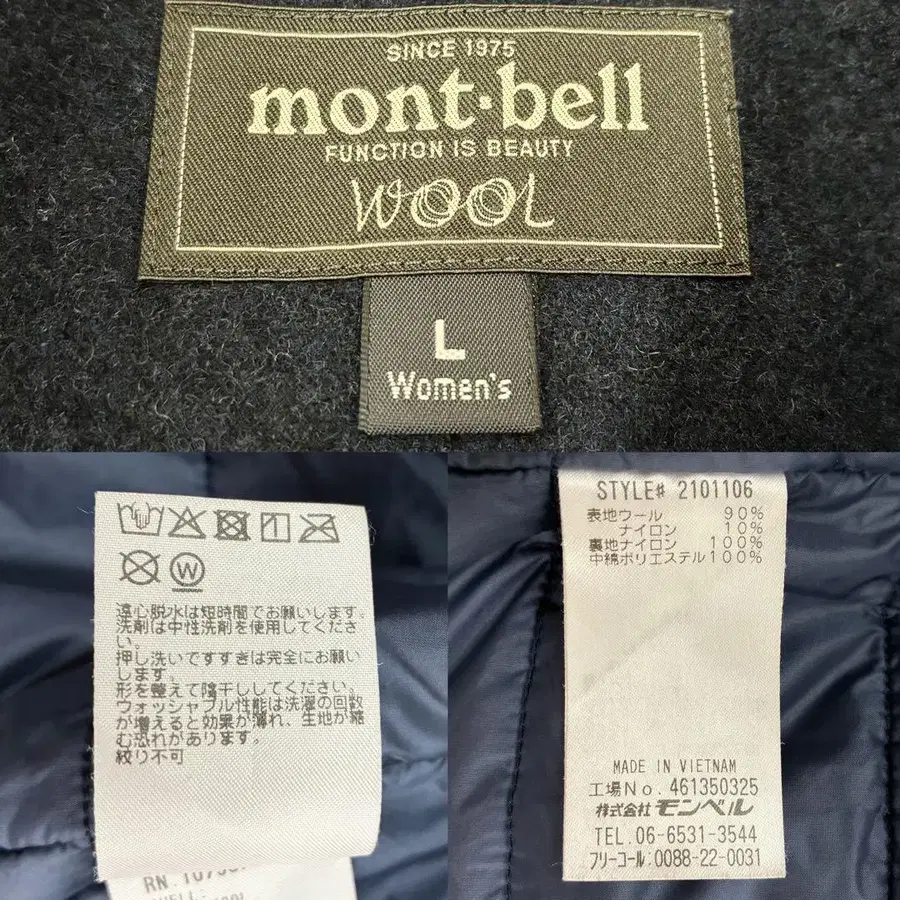 SINCE 1975
mont·bell
FUNCTION IS BEAUTY
WOOL
L
Women's
W
遠心脱水は短時間でお願いします。
洗剤は中性洗剤を使用してくださ
い。
押し洗いですすぎは完全にお願い
します。
形を整えて陰干ししてください。
ウォッシャブル性能は洗濯の回数
が増えると効果が薄れ、生地が縮
む恐れがあります。
絞り不可
STYLE# 2101106
表地ウール 90%
ナイロン 10%
裏地ナイロン 100%
中綿ポリエステル100%
MADE IN VIETNAM
工場No. 461350325
株式会社モンベル
TEL.06-6531-3544
フリーコール:0088-22-0031